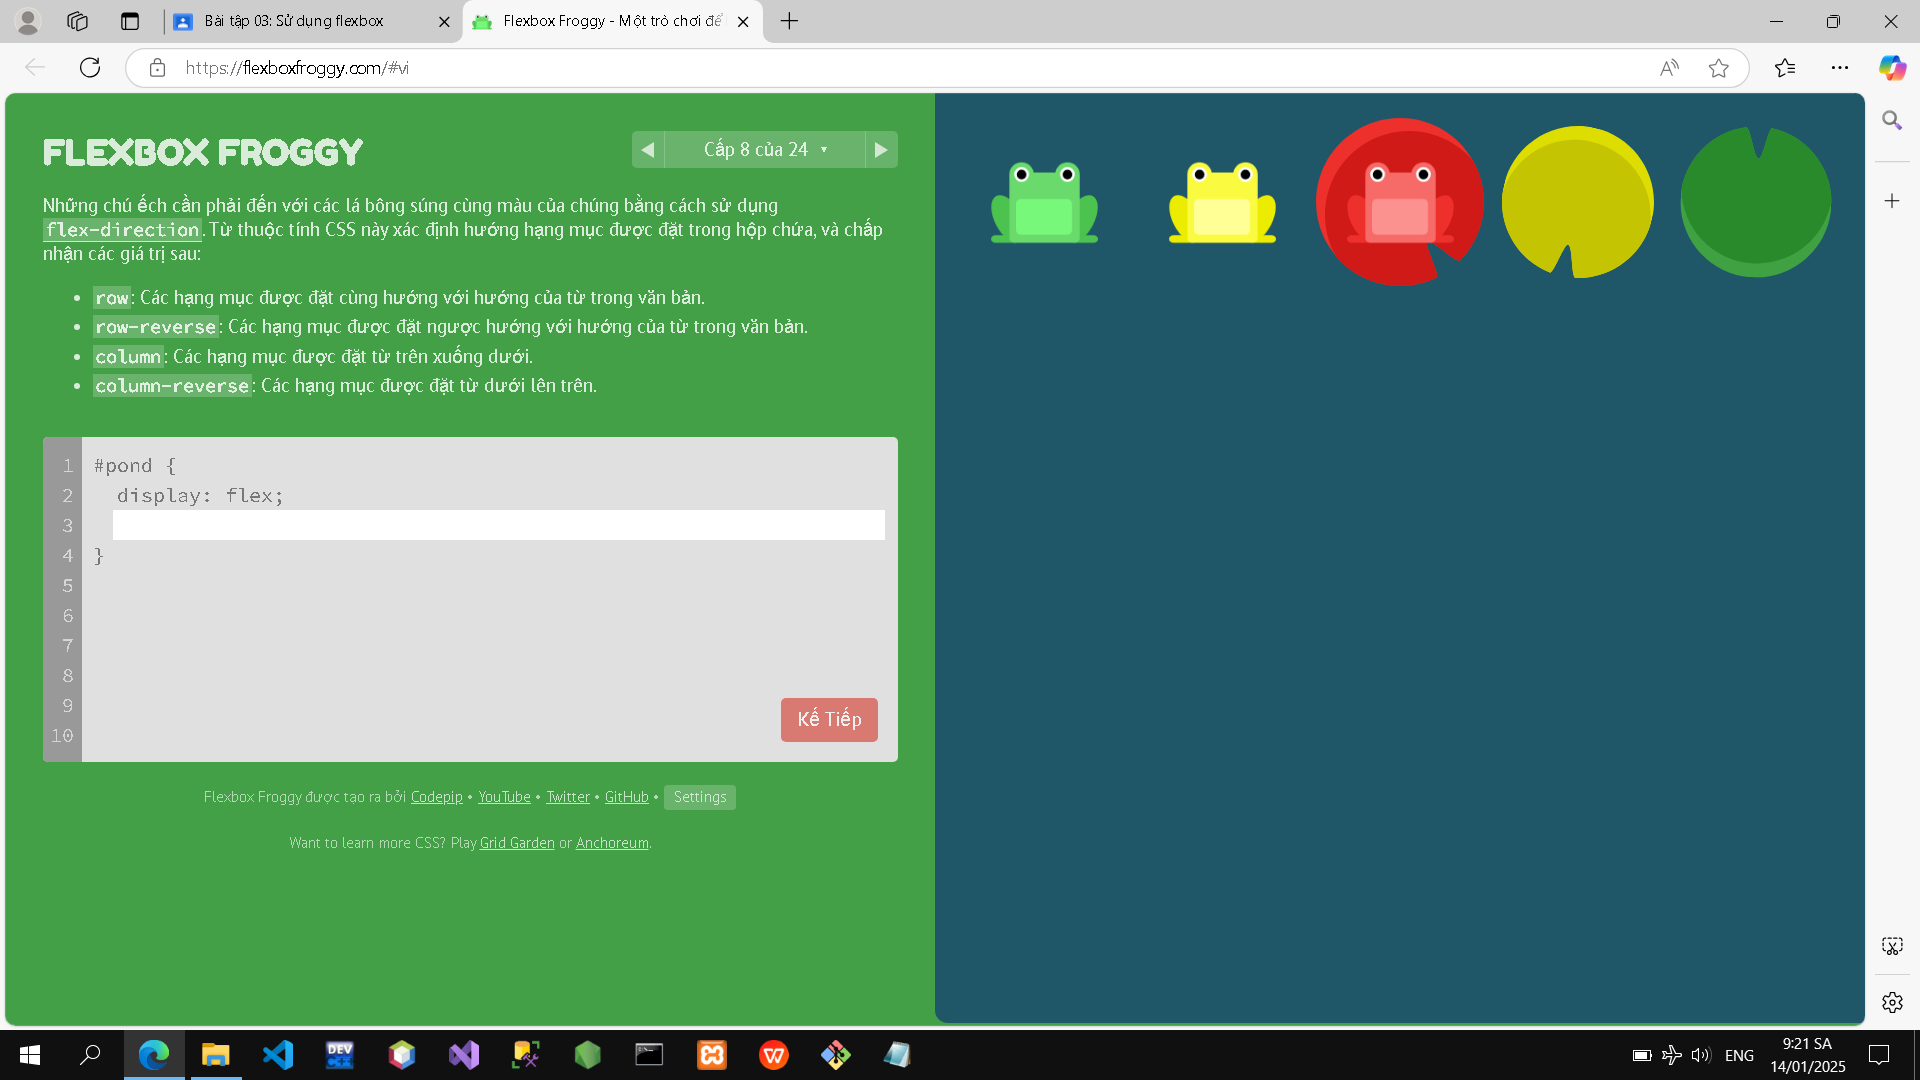 Bài tập 03: Sử dụng flexbox
Flexbox Froggy - Một trò chơi để
https://flexboxfroggy.com/#vi
FLEXBOX FROGGY
Cấp 8 của 24 ▾
Những chú ếch cần phải đến với các lá bông súng cùng màu của chúng bằng cách sử dụng
flex-direction. Từ thuộc tính CSS này xác định hướng hạng mục được đặt trong hộp chứa, và chấp
nhận các giá trị sau:
• row: Các hạng mục được đặt cùng hướng với hướng của từ trong văn bản.
• row-reverse: Các hạng mục được đặt ngược hướng với hướng của từ trong văn bản.
• column: Các hạng mục được đặt từ trên xuống dưới.
• column-reverse: Các hạng mục được đặt từ dưới lên trên.
1 #pond {
2 display: flex;
3
4 }
5
6
7
8
9
10
Kế Tiếp
Flexbox Froggy được tạo ra bởi Codepip • YouTube • Twitter • GitHub • Settings
Want to learn more CSS? Play Grid Garden or Anchoreum.
DEV C++
ENG
9:21 SA
14/01/2025